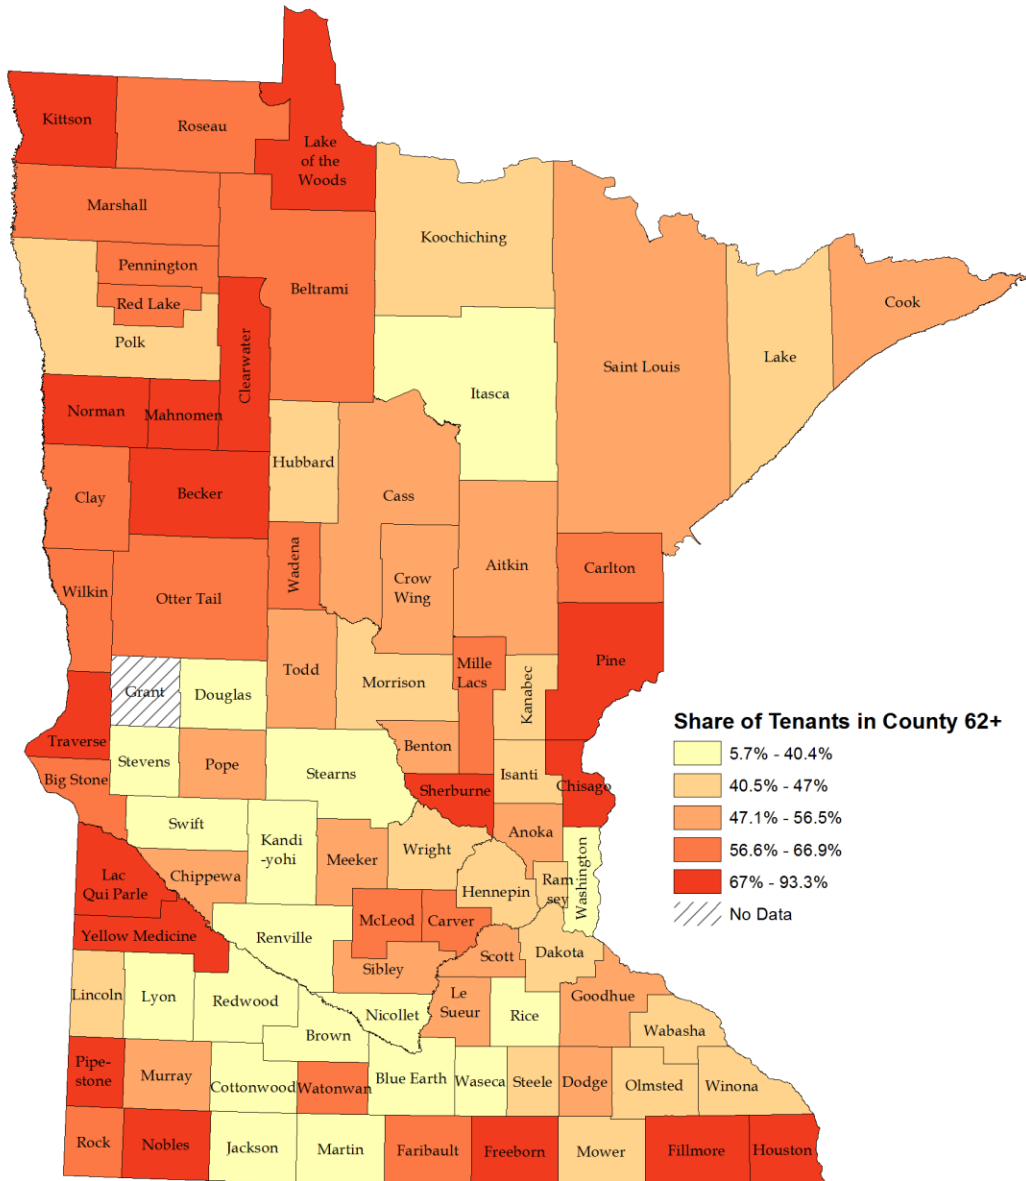 Kittson
Roseau
Lake
of the
Woods
Marshall
Koochiching
Pennington
Beltrami
Red Lake
Cook
Polk
Clearwater
Saint Louis
Lake
Itasca
Norman
Mahnomen
Hubbard
Clay
Becker
Cass
Wadena
Aitkin
Carlton
Wilkin
Otter Tail
Crow
Wing
Pine
Mille
Lacs
Todd
Morrison
Kanabec
Grant
Douglas
Traverse
Benton
Stevens
Pope
Stearns
Isanti
Big Stone
Sherburne
Chisago
Swift
Kandi
-yohi
Anoka
Wright
Meeker
Chippewa
Lac
Qui Parle
Hennepin
Ram
sey
Washington
McLeod
Carver
Yellow Medicine
Renville
Scott
Dakota
Sibley
Lincoln
Lyon
Redwood
Le
Sueur
Goodhue
Nicollet
Rice
Brown
Wabasha
Pipe-
stone
Murray
Cottonwood
Watonwan
Blue Earth
Waseca
Steele
Dodge
Olmsted
Winona
Rock
Nobles
Jackson
Martin
Faribault
Freeborn
Mower
Fillmore
Houston
Share of Tenants in County 62+
5.7% - 40.4%
40.5% - 47%
47.1% - 56.5%
56.6% - 66.9%
67% - 93.3%
No Data